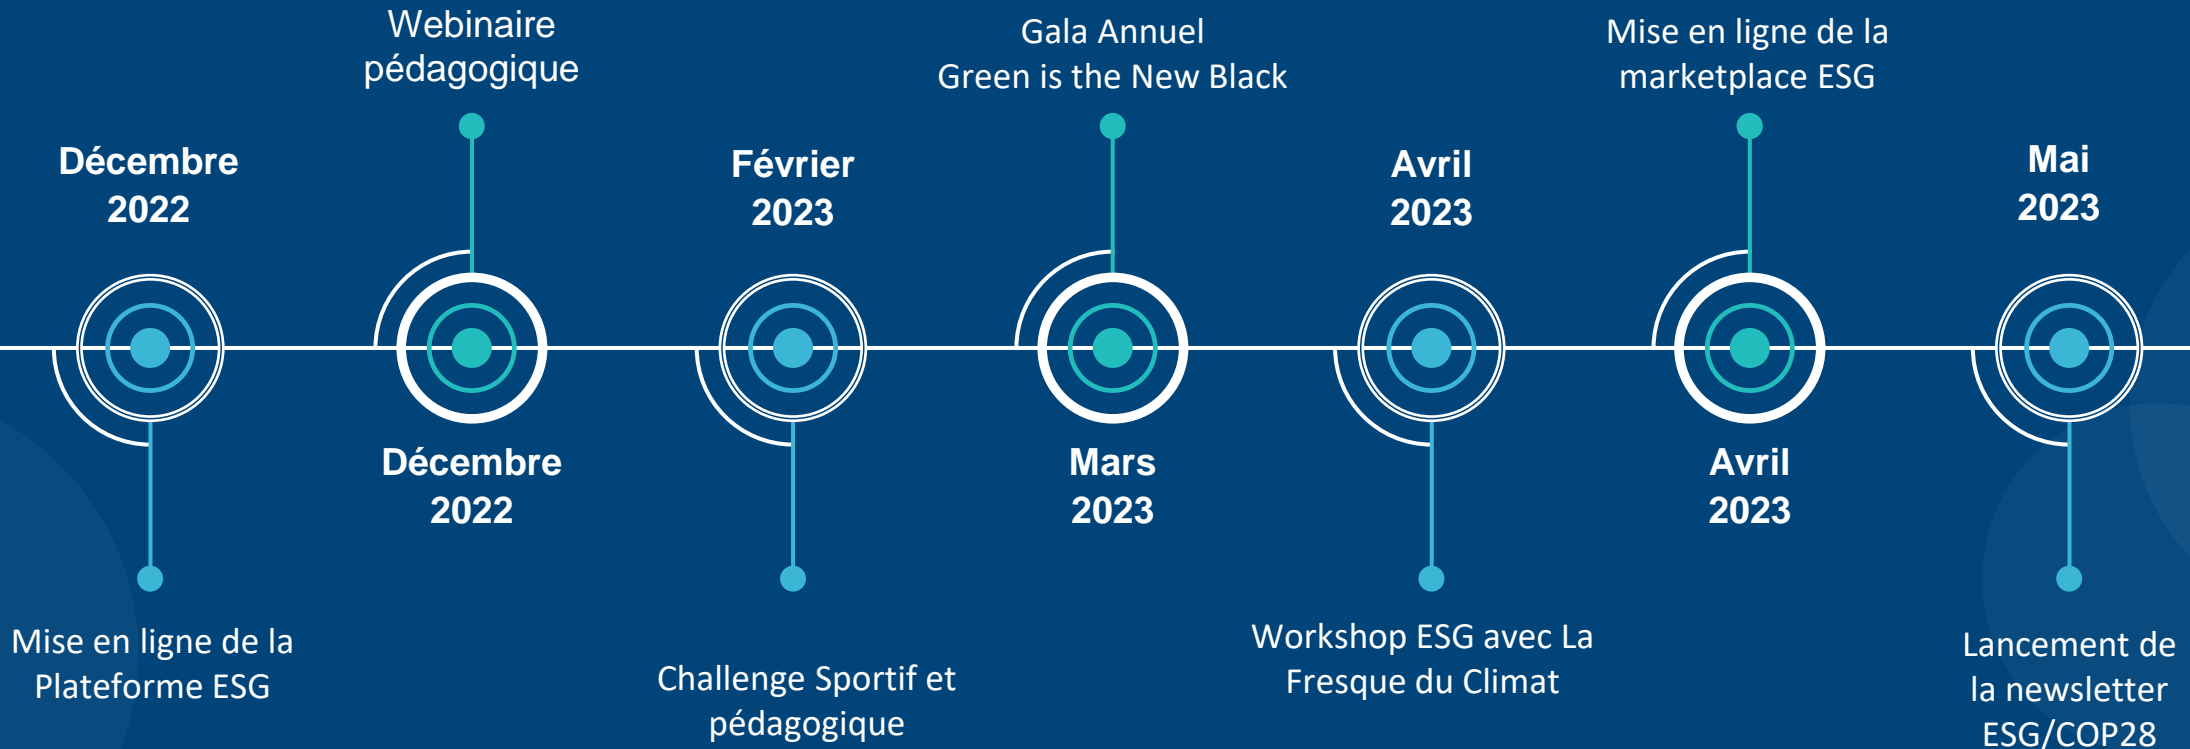 Décembre
2022
Mise en ligne de la
Plateforme ESG
Webinaire
pédagogique
Décembre
2022
Février
2023
Challenge Sportif et
pédagogique
Gala Annuel
Green is the New Black
Mars
2023
Avril
2023
Workshop ESG avec La
Fresque du Climat
Mise en ligne de la
marketplace ESG
Avril
2023
Mai
2023
Lancement de
la newsletter
ESG/COP28